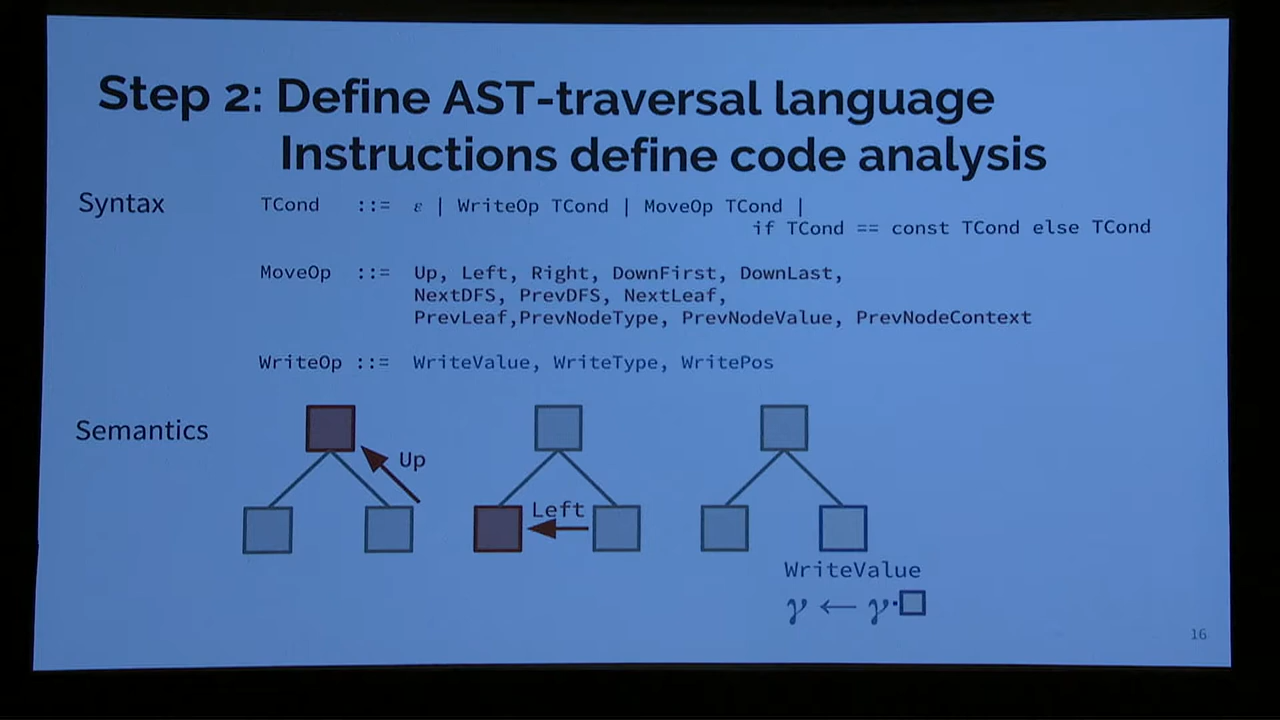 Step 2: Define AST-traversal language
Instructions define code analysis
Syntax
TCond ::= ε | WriteOp TCond | MoveOp TCond |
if TCond == const TCond else TCond
MoveOp ::= Up, Left, Right, DownFirst, DownLast,
NextDFS, PrevDFS, NextLeaf,
PrevLeaf,PrevNodeType, PrevNodeValue, PrevNodeContext
WriteOp ::= WriteValue, WriteType, WritePos
Semantics
Up
Left
WriteValue
γ ← γ·
16